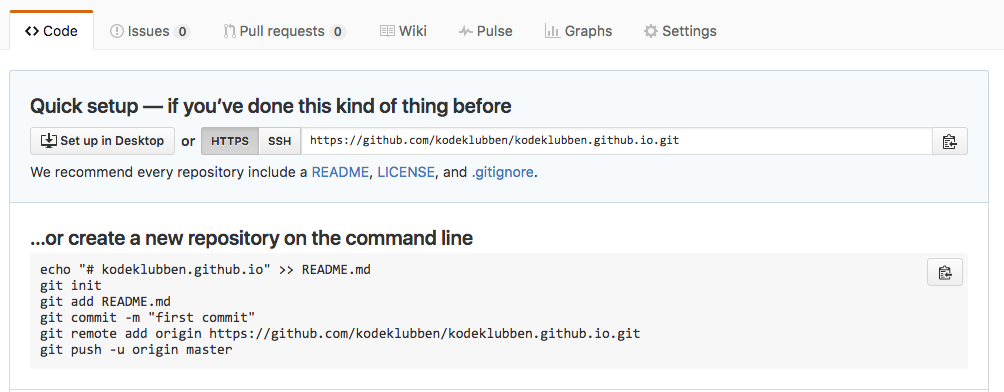 <> Code Issues 0 Pull requests 0 Wiki Pulse Graphs Settings
Quick setup — if you’ve done this kind of thing before
Set up in Desktop or HTTPS SSH https://github.com/kodeklubben/kodeklubben.github.io.git
We recommend every repository include a README, LICENSE, and .gitignore.
…or create a new repository on the command line
echo "# kodeklubben.github.io" >> README.md
git init
git add README.md
git commit -m "first commit"
git remote add origin https://github.com/kodeklubben/kodeklubben.github.io.git
git push -u origin master